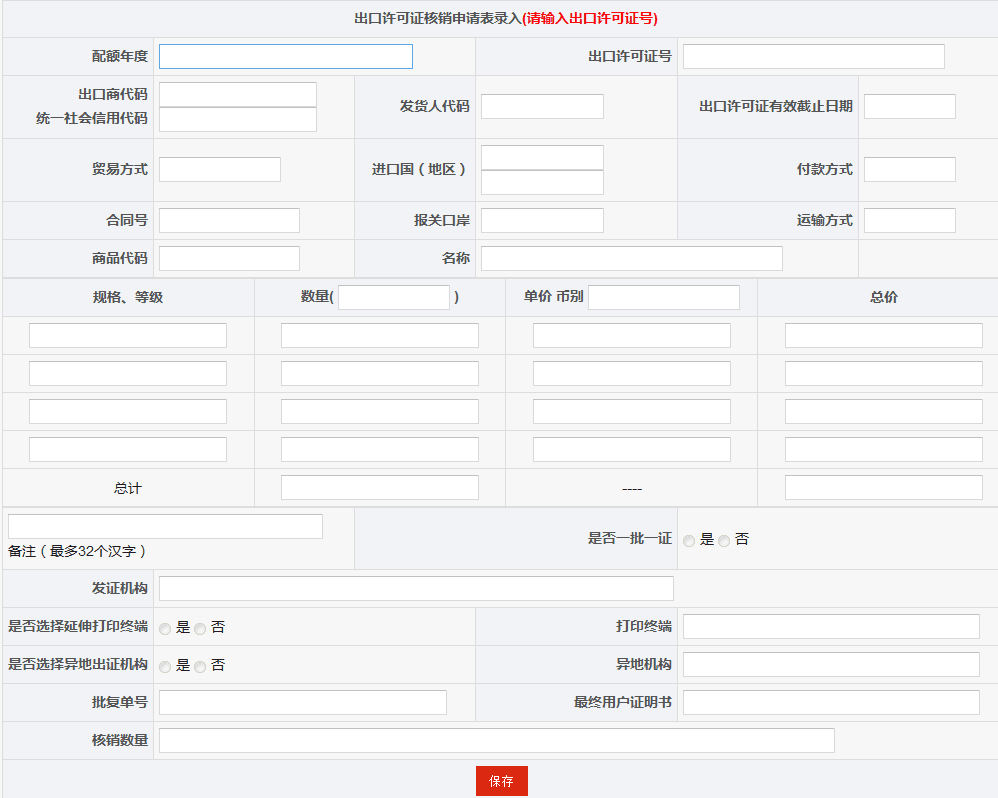 出口许可证核销申请表录入(请输入出口许可证号)
配额年度 出口许可证号
出口商代码
统一社会信用代码
发货人代码 出口许可证有效截止日期
贸易方式 进口国（地区） 付款方式
合同号 报关口岸 运输方式
商品代码 名称
规格、等级 数量( ) 单价 币别 总价
总计 ----
备注（最多32个汉字）
是否一批一证 是 否
发证机构
是否选择延伸打印终端 是 否 打印终端
是否选择异地出证机构 是 否 异地机构
批复单号 最终用户证明书
核销数量
保存